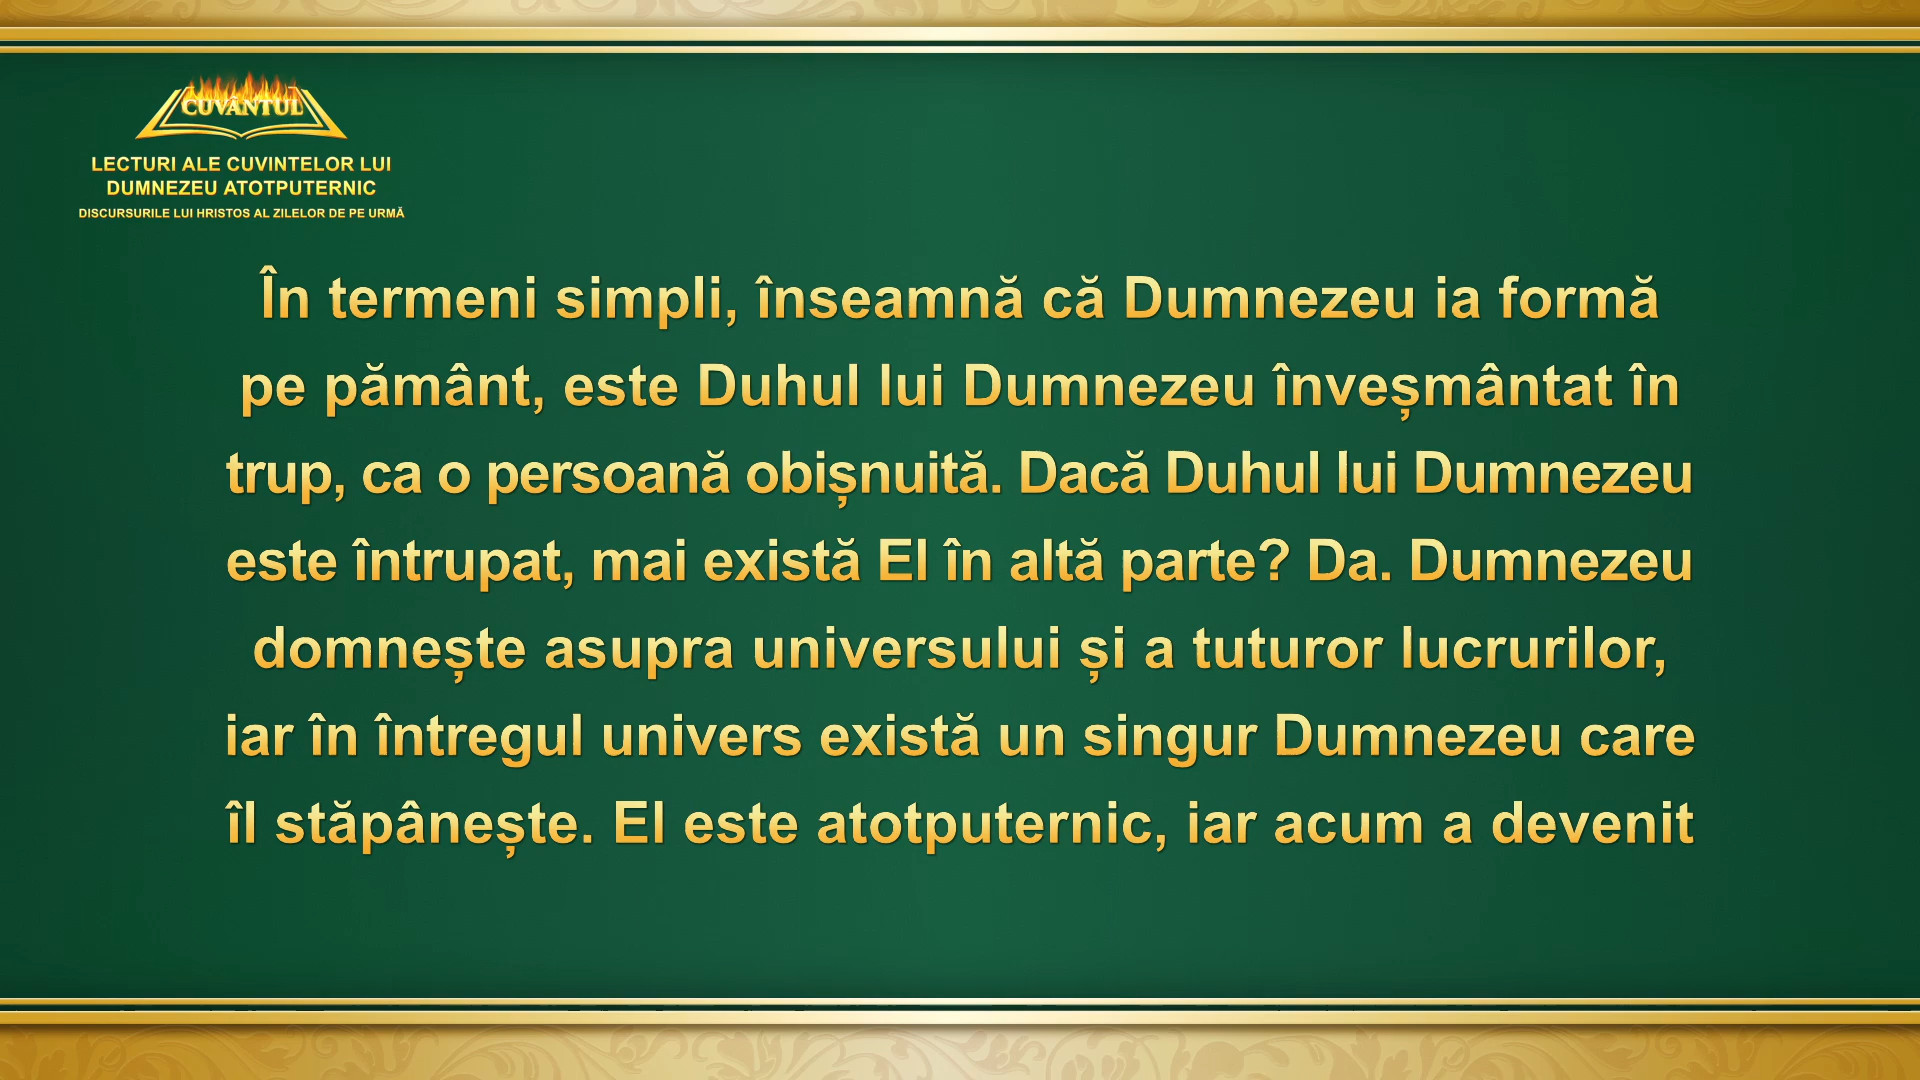 CUVÂNTUL
LECTURI ALE CUVINTELOR LUI
DUMNEZEU ATOTPUTERNIC
DISCURSURILE LUI HRISTOS AL ZILELOR DE PE URMĂ
În termeni simpli, înseamnă că Dumnezeu ia formă
pe pământ, este Duhul lui Dumnezeu înveșmântat în
trup, ca o persoană obișnuită. Dacă Duhul lui Dumnezeu
este întrupat, mai există El în altă parte? Da. Dumnezeu
domnește asupra universului și a tuturor lucrurilor,
iar în întregul univers există un singur Dumnezeu care
îl stăpânește. El este atotputernic, iar acum a devenit